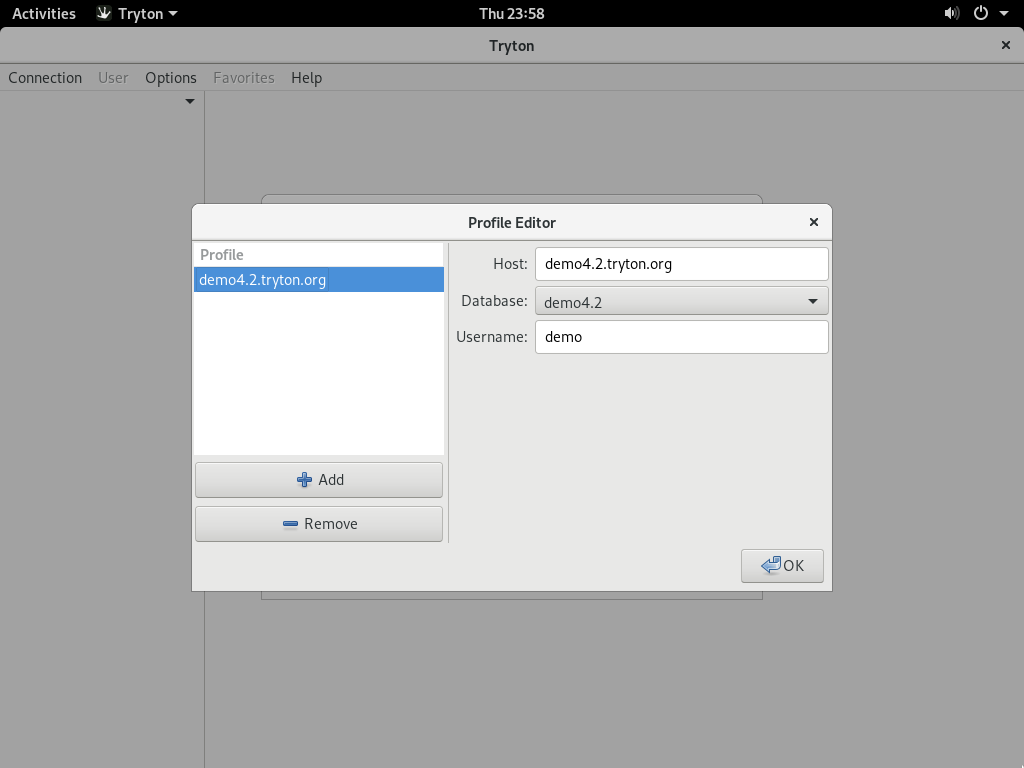 Activities Tryton Thu 23:58
Tryton
Connection User Options Favorites Help
Profile Editor
Profile
demo4.2.tryton.org
Add
Remove
Host: demo4.2.tryton.org
Database: demo4.2
Username: demo
OK